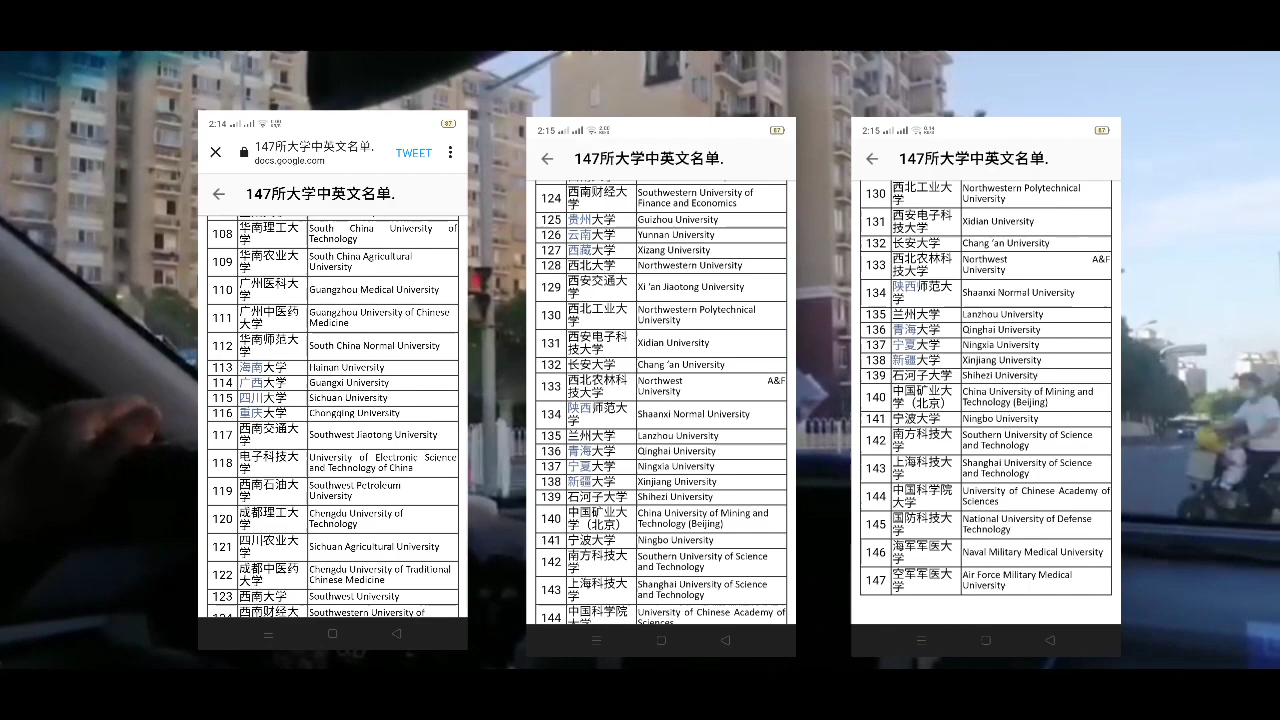 2:14
87
147所大学中英文名单.
docs.google.com
TWEET
147所大学中英文名单.
108 华南理工大学 South China University of Technology
109 华南农业大学 South China Agricultural University
110 广州医科大学 Guangzhou Medical University
111 广州中医药大学 Guangzhou University of Chinese Medicine
112 华南师范大学 South China Normal University
113 海南大学 Hainan University
114 广西大学 Guangxi University
115 四川大学 Sichuan University
116 重庆大学 Chongqing University
117 西南交通大学 Southwest Jiaotong University
118 电子科技大学 University of Electronic Science and Technology of China
119 西南石油大学 Southwest Petroleum University
120 成都理工大学 Chengdu University of Technology
121 四川农业大学 Sichuan Agricultural University
122 成都中医药大学 Chengdu University of Traditional Chinese Medicine
123 西南大学 Southwest University
124 西南财经大 Southwestern University of
2:15
87
147所大学中英文名单.
124 西南财经大学 Southwestern University of Finance and Economics
125 贵州大学 Guizhou University
126 云南大学 Yunnan University
127 西藏大学 Xizang University
128 西北大学 Northwestern University
129 西安交通大学 Xi 'an Jiaotong University
130 西北工业大学 Northwestern Polytechnical University
131 西安电子科技大学 Xidian University
132 长安大学 Chang 'an University
133 西北农林科技大学 Northwest A&F University
134 陕西师范大学 Shaanxi Normal University
135 兰州大学 Lanzhou University
136 青海大学 Qinghai University
137 宁夏大学 Ningxia University
138 新疆大学 Xinjiang University
139 石河子大学 Shihezi University
140 中国矿业大学（北京） China University of Mining and Technology (Beijing)
141 宁波大学 Ningbo University
142 南方科技大学 Southern University of Science and Technology
143 上海科技大学 Shanghai University of Science and Technology
144 中国科学院 University of Chinese Academy of Sciences
2:15
87
147所大学中英文名单.
130 西北工业大学 Northwestern Polytechnical University
131 西安电子科技大学 Xidian University
132 长安大学 Chang 'an University
133 西北农林科技大学 Northwest A&F University
134 陕西师范大学 Shaanxi Normal University
135 兰州大学 Lanzhou University
136 青海大学 Qinghai University
137 宁夏大学 Ningxia University
138 新疆大学 Xinjiang University
139 石河子大学 Shihezi University
140 中国矿业大学（北京） China University of Mining and Technology (Beijing)
141 宁波大学 Ningbo University
142 南方科技大学 Southern University of Science and Technology
143 上海科技大学 Shanghai University of Science and Technology
144 中国科学院大学 University of Chinese Academy of Sciences
145 国防科技大学 National University of Defense Technology
146 海军军医大学 Naval Military Medical University
147 空军军医大学 Air Force Military Medical University